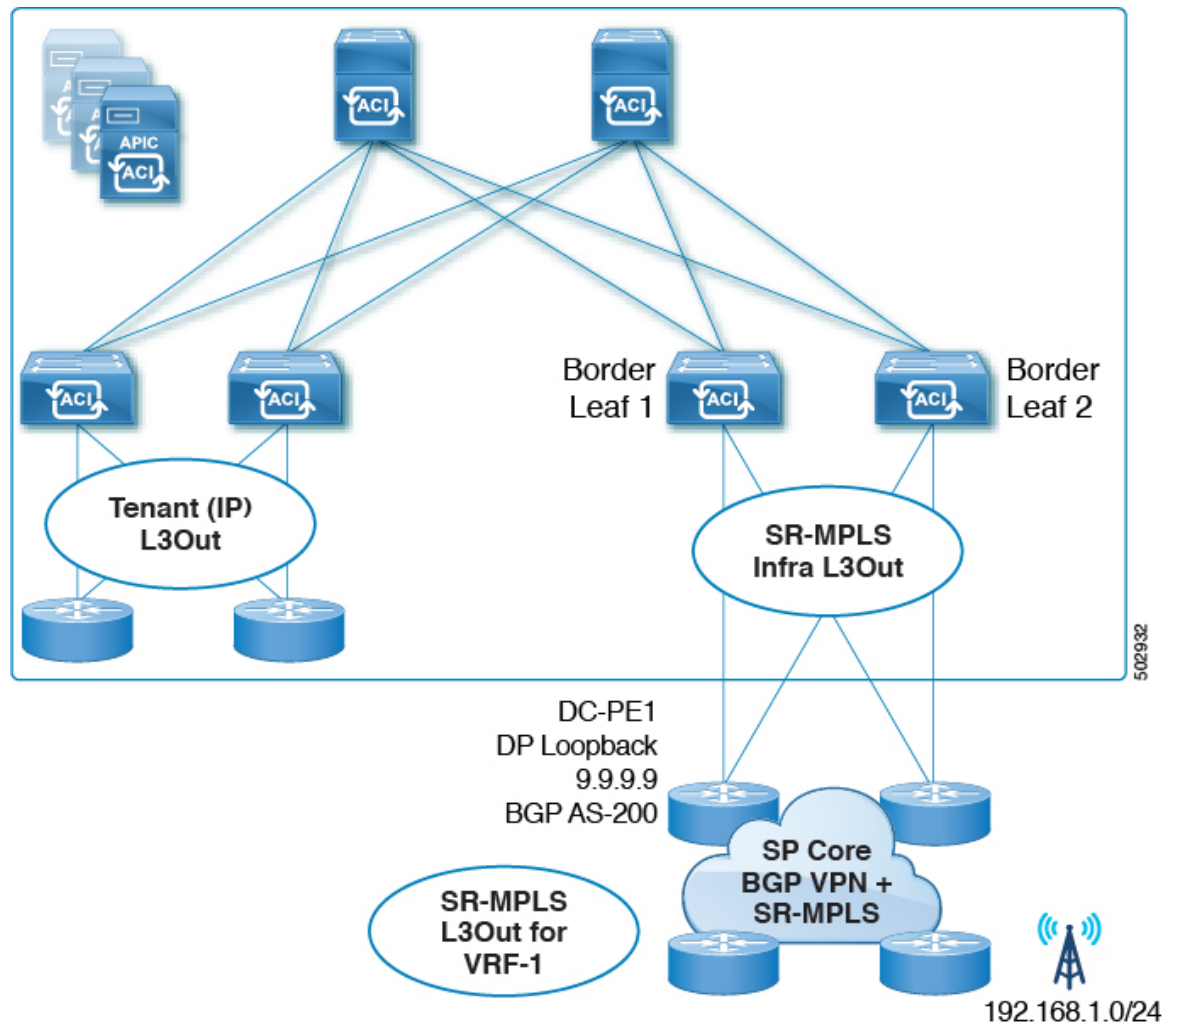 APIC
ACI
ACI
ACI
ACI
ACI
Border
Leaf 1
ACI
ACI
Border
Leaf 2
Tenant (IP)
L3Out
SR-MPLS
Infra L3Out
502932
DC-PE1
DP Loopback
9.9.9.9
BGP AS-200
SP Core
BGP VPN +
SR-MPLS
SR-MPLS
L3Out for
VRF-1
192.168.1.0/24